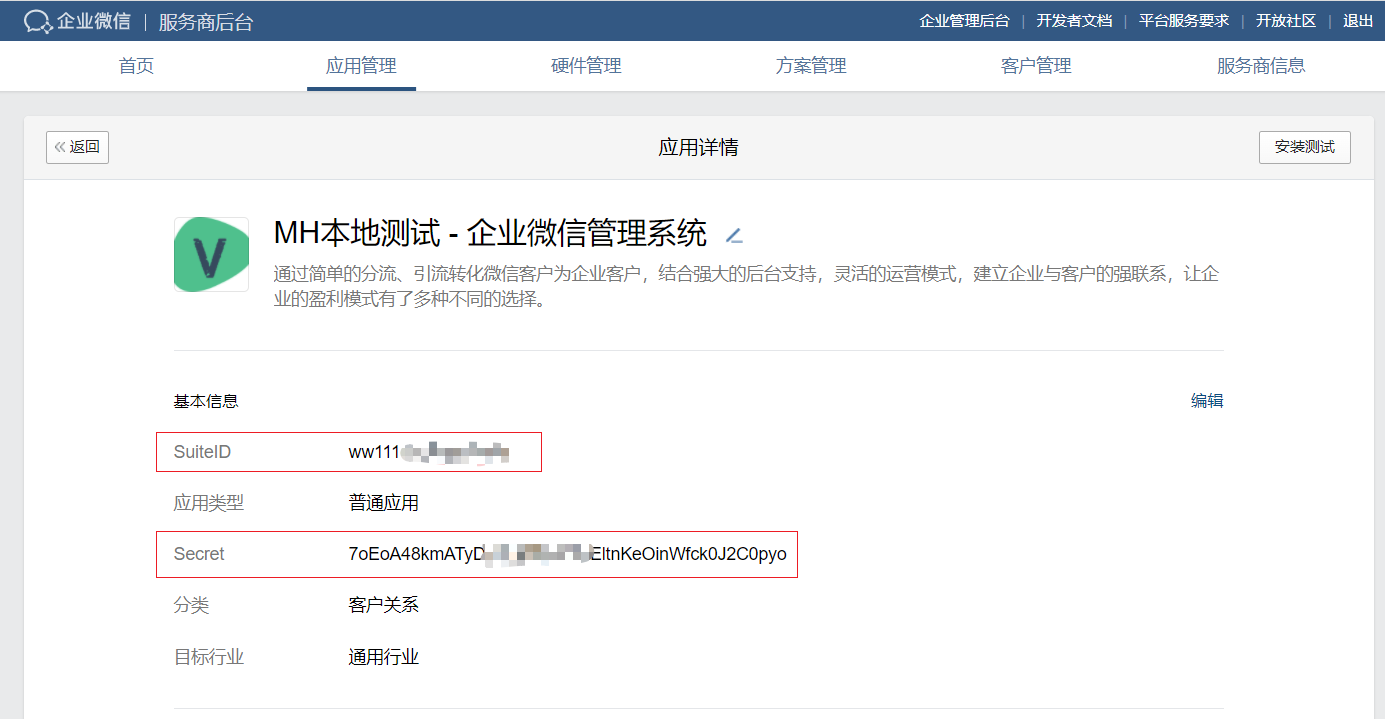 企业微信 | 服务商后台
企业管理后台 | 开发者文档 | 平台服务要求 | 开放社区 | 退出
首页 应用管理 硬件管理 方案管理 客户管理 服务商信息
« 返回 应用详情 安装测试
MH本地测试 - 企业微信管理系统
通过简单的分流、引流转化微信客户为企业客户，结合强大的后台支持，灵活的运营模式，建立企业与客户的强联系，让企
业的盈利模式有了多种不同的选择。
基本信息 编辑
SuiteID ww111
应用类型 普通应用
Secret 7oEoA48kmATyD EltnKeOinWfck0J2C0pyo
分类 客户关系
目标行业 通用行业